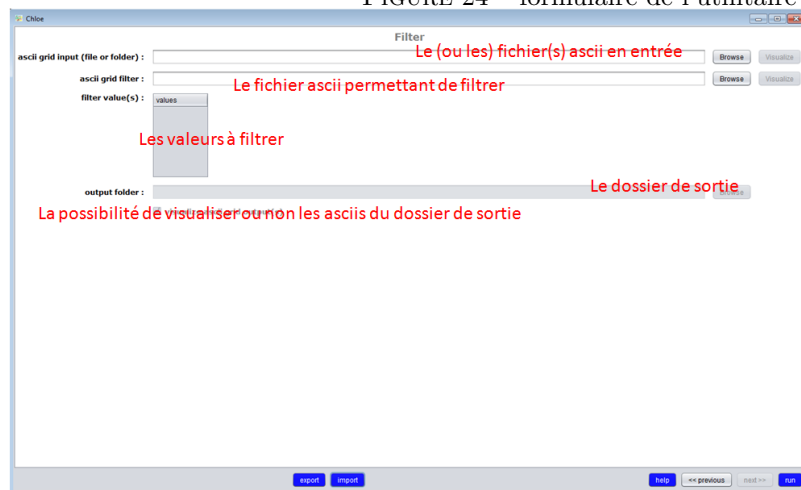 FIGURE 24 – formulaire de l'utilitaire
Chloe
Filter
ascii grid input (file or folder) : Le (ou les) fichier(s) ascii en entrée Browse Visualize
ascii grid filter : Le fichier ascii permettant de filtrer Browse Visualize
filter value(s) : values
Les valeurs à filtrer
output folder : Le dossier de sortie Browse
La possibilité de visualiser ou non les asciis du dossier de sortie
export import help << previous next >> run